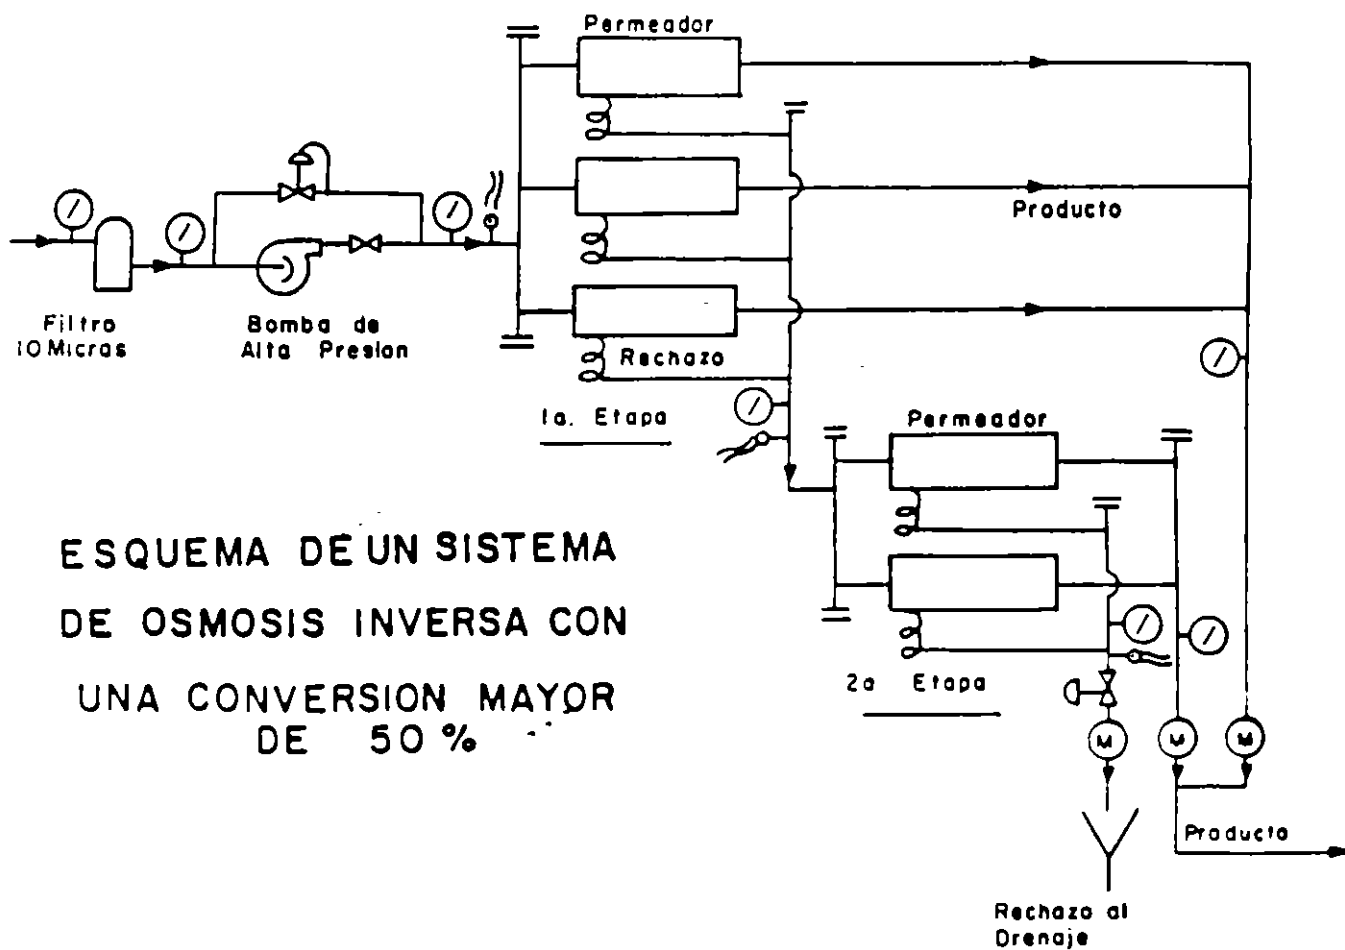 Permeador
Producto
Filtro
10 Micras
Bomba de
Alta Presion
Rechazo
1a. Etapa
Permeador
ESQUEMA DE UN SISTEMA
DE OSMOSIS INVERSA CON
UNA CONVERSION MAYOR
DE 50 %
2a Etapa
M M M
Producto
Rechazo al
Drenaje